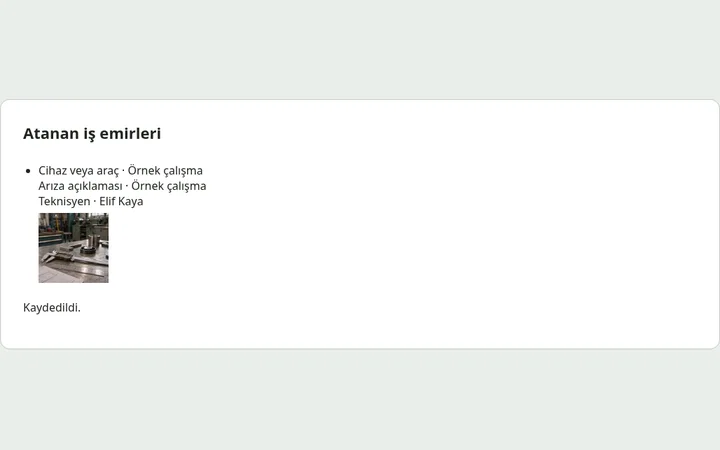 Atanan iş emirleri
Cihaz veya araç · Örnek çalışma
Arıza açıklaması · Örnek çalışma
Teknisyen · Elif Kaya
Kaydedildi.